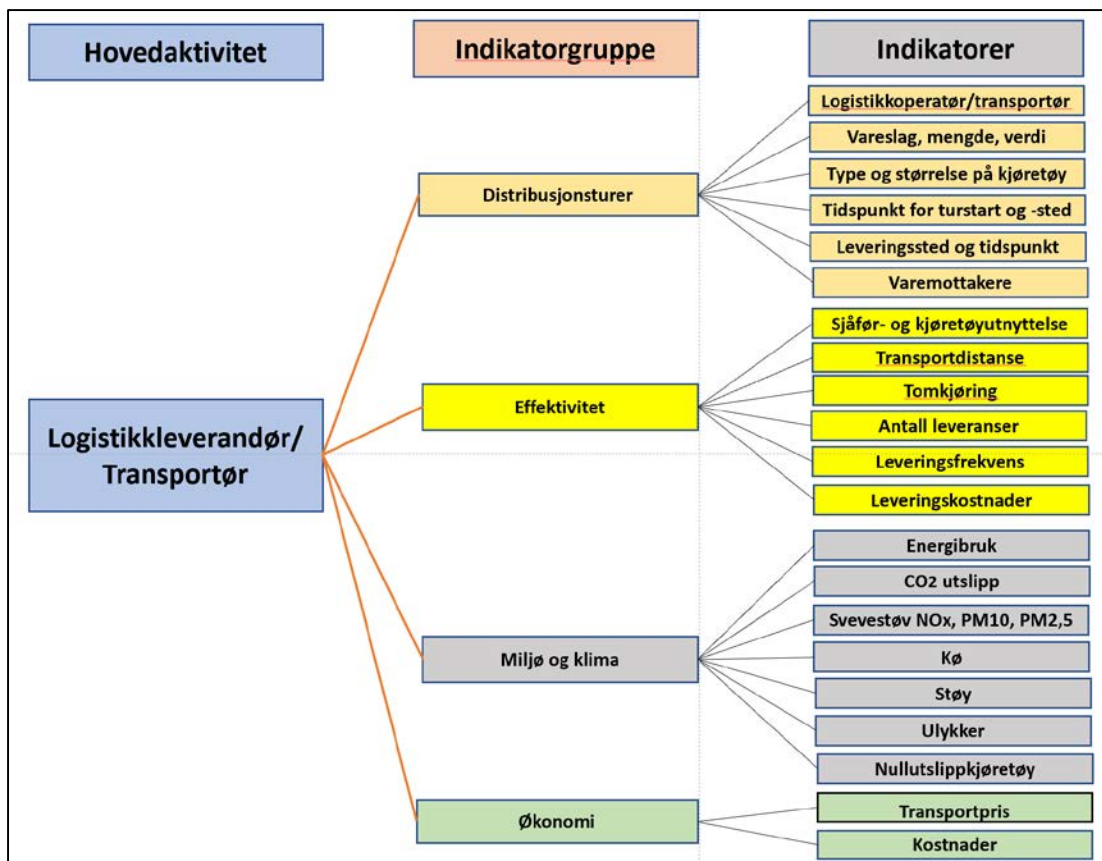 Hovedaktivitet
Indikatorgruppe
Indikatorer
Logistikkleverandør/
Transportør
Distribusjonsturer
Logistikkoperatør/transportør
Vareslag, mengde, verdi
Type og størrelse på kjøretøy
Tidspunkt for turstart og -sted
Leveringssted og tidspunkt
Varemottakere
Effektivitet
Sjåfør- og kjøretøyutnyttelse
Transportdistanse
Tomkjøring
Antall leveranser
Leveringsfrekvens
Leveringskostnader
Miljø og klima
Energibruk
CO2 utslipp
Svevestøv NOx, PM10, PM2,5
Kø
Støy
Ulykker
Nullutslippkjøretøy
Økonomi
Transportpris
Kostnader